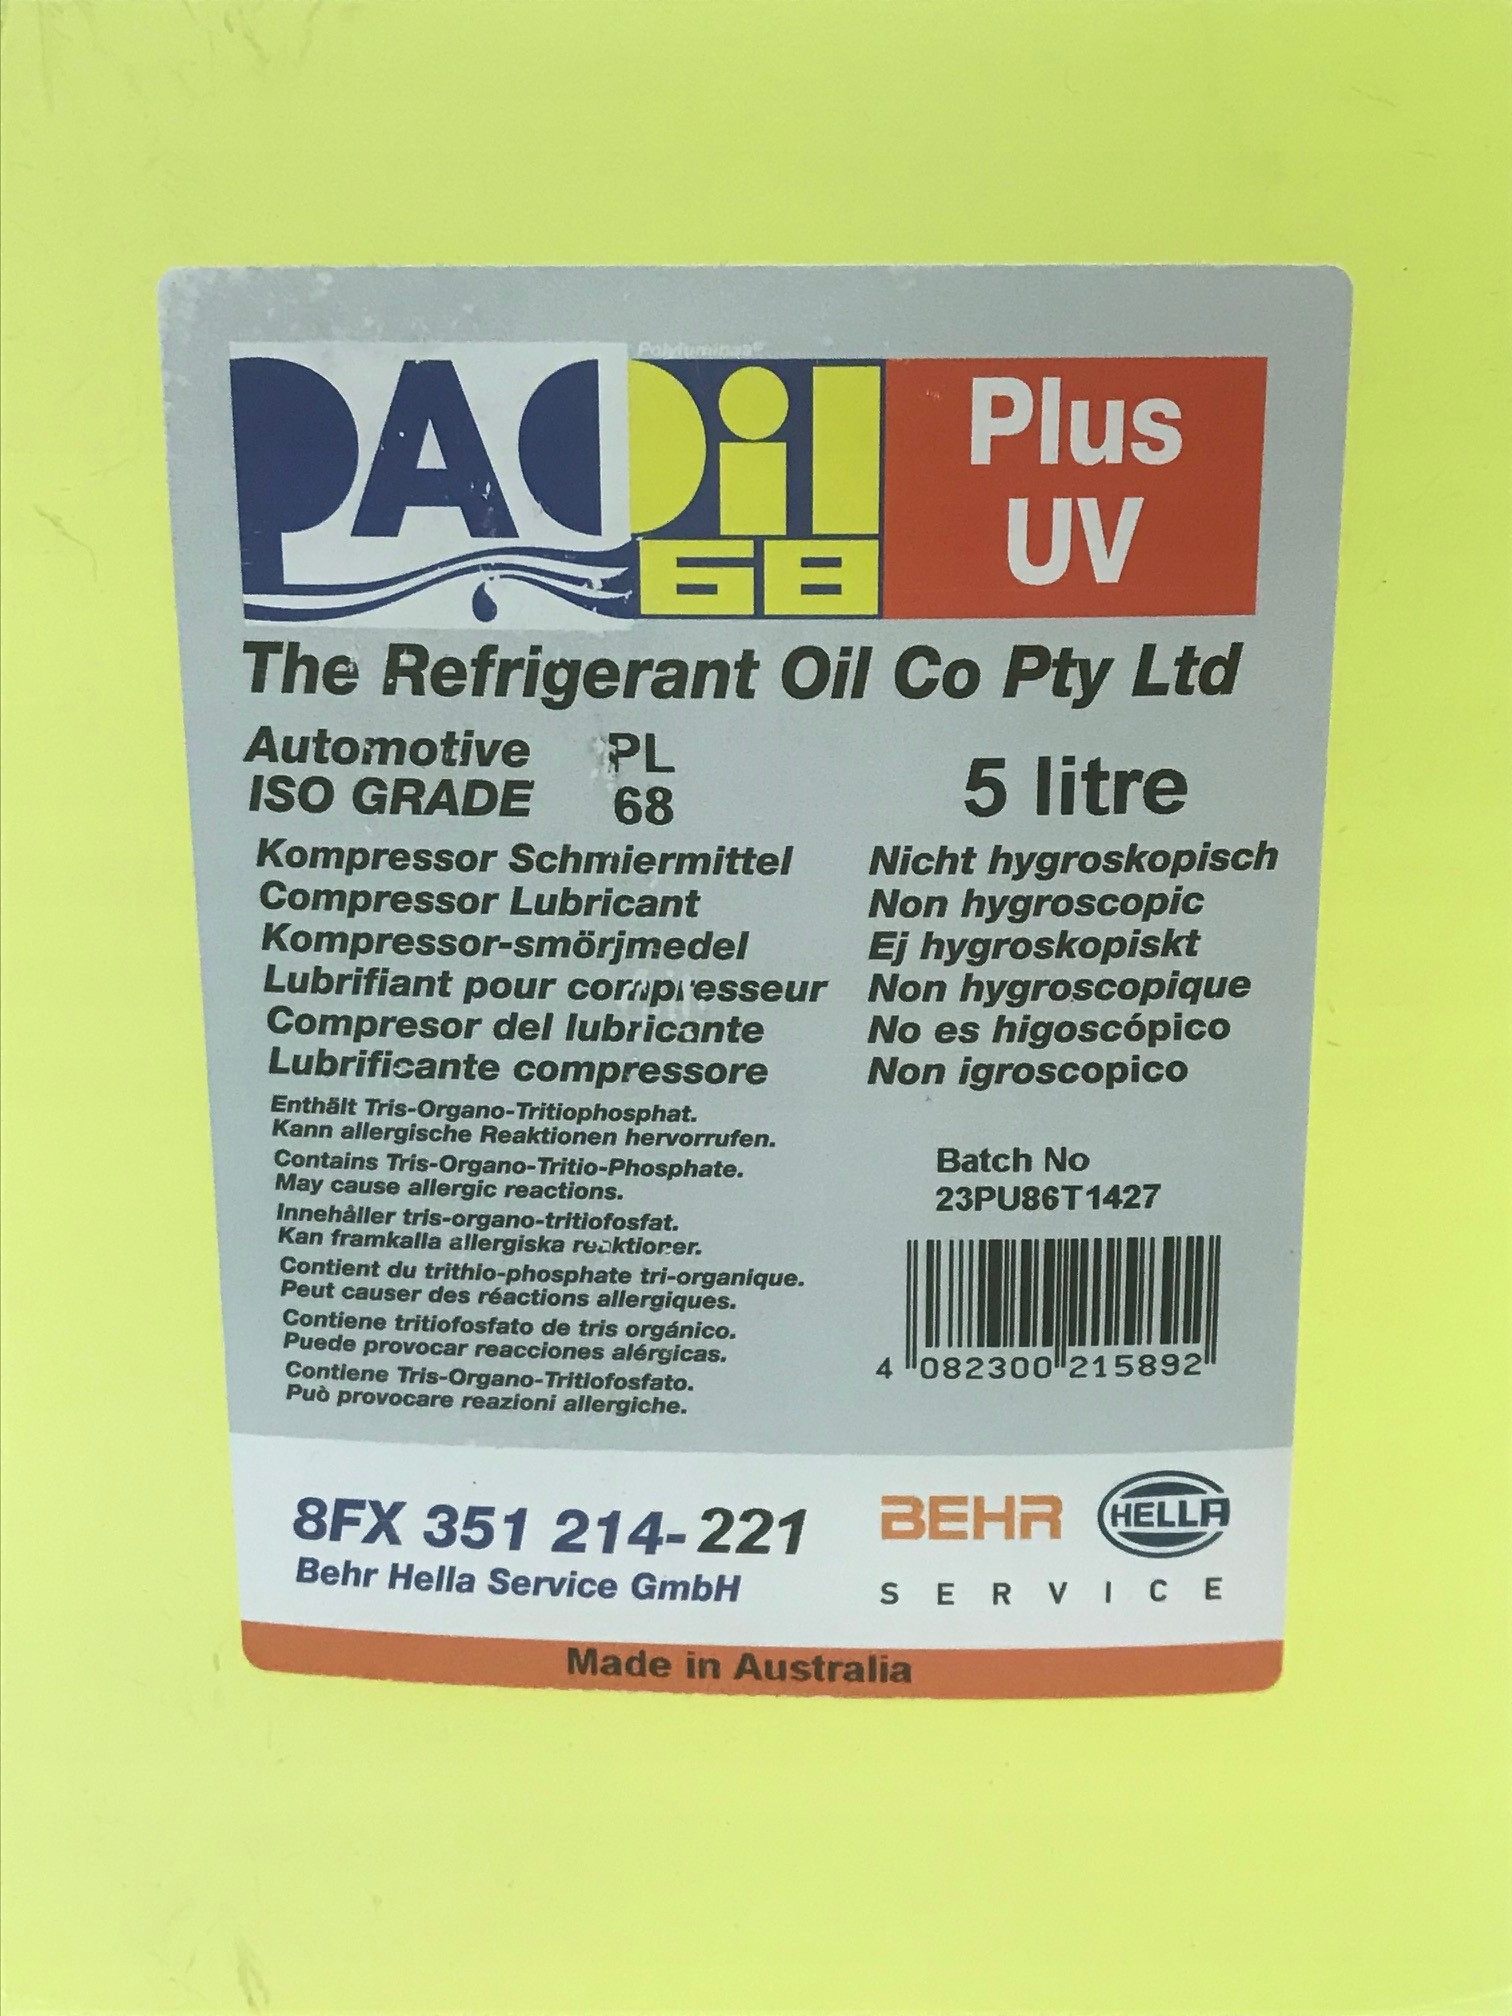 Polyluminaa®
PAO Oil Plus
68 UV
The Refrigerant Oil Co Pty Ltd
Automotive PL
ISO GRADE 68
5 litre
Kompressor Schmiermittel
Compressor Lubricant
Kompressor-smörjmedel
Lubrifiant pour compresseur
Compresor del lubricante
Lubrificante compressore
Nicht hygroskopisch
Non hygroscopic
Ej hygroskopiskt
Non hygroscopique
No es higoscópico
Non igroscopico
Enthält Tris-Organo-Tritiophosphat.
Kann allergische Reaktionen hervorrufen.
Contains Tris-Organo-Tritio-Phosphate.
May cause allergic reactions.
Innehåller tris-organo-tritiofosfat.
Kan framkalla allergiska reaktioner.
Contient du trithio-phosphate tri-organique.
Peut causer des réactions allergiques.
Contiene tritiofosfato de tris orgánico.
Puede provocar reacciones alérgicas.
Contiene Tris-Organo-Tritiofosfato.
Può provocare reazioni allergiche.
Batch No
23PU86T1427
4 082300 215892
8FX 351 214-221
Behr Hella Service GmbH
BEHR HELLA
SERVICE
Made in Australia